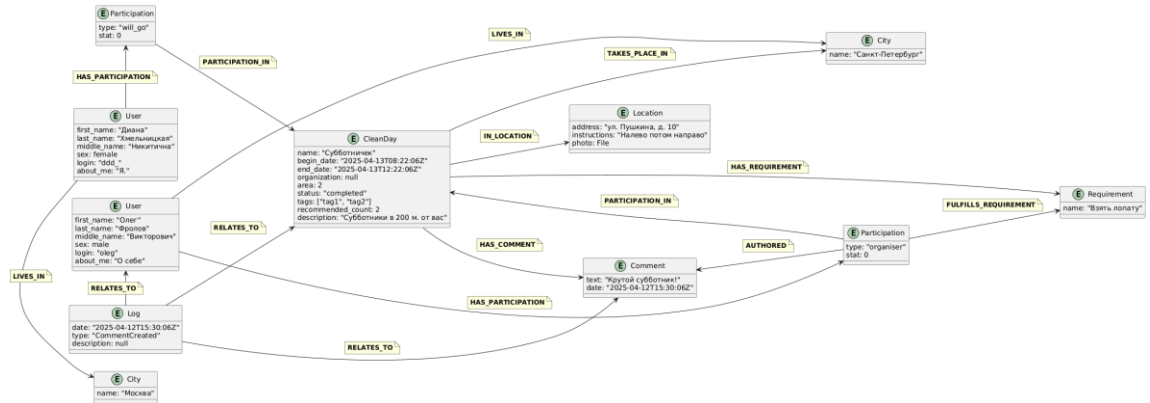 E Participation
type: "will_go"
stat: 0
HAS_PARTICIPATION
PARTICIPATION_IN
LIVES_IN
TAKES_PLACE_IN
E City
name: "Санкт-Петербург"
E User
first_name: "Диана"
last_name: "Хмельницкая"
middle_name: "Никитична"
sex: female
login: "ddd_"
about_me: "Я."
E CleanDay
name: "Субботничек"
begin_date: "2025-04-13T08:22:06Z"
end_date: "2025-04-13T12:22:06Z"
organization: null
area: 2
status: "completed"
tags: ["tag1", "tag2"]
recommended_count: 2
description: "Субботники в 200 м. от вас"
IN_LOCATION
E Location
address: "ул. Пушкина, д. 10"
instructions: "Налево потом направо"
photo: File
HAS_REQUIREMENT
E Requirement
name: "Взять лопату"
PARTICIPATION_IN
FULFILLS_REQUIREMENT
E User
first_name: "Олег"
last_name: "Фролов"
middle_name: "Викторович"
sex: male
login: "oleg"
about_me: "О себе"
RELATES_TO
HAS_COMMENT
AUTHORED
E Participation
type: "organiser"
stat: 0
E Comment
text: "Крутой субботник!"
date: "2025-04-12T15:30:06Z"
LIVES_IN
RELATES_TO
HAS_PARTICIPATION
E Log
date: "2025-04-12T15:30:06Z"
type: "CommentCreated"
description: null
RELATES_TO
E City
name: "Москва"